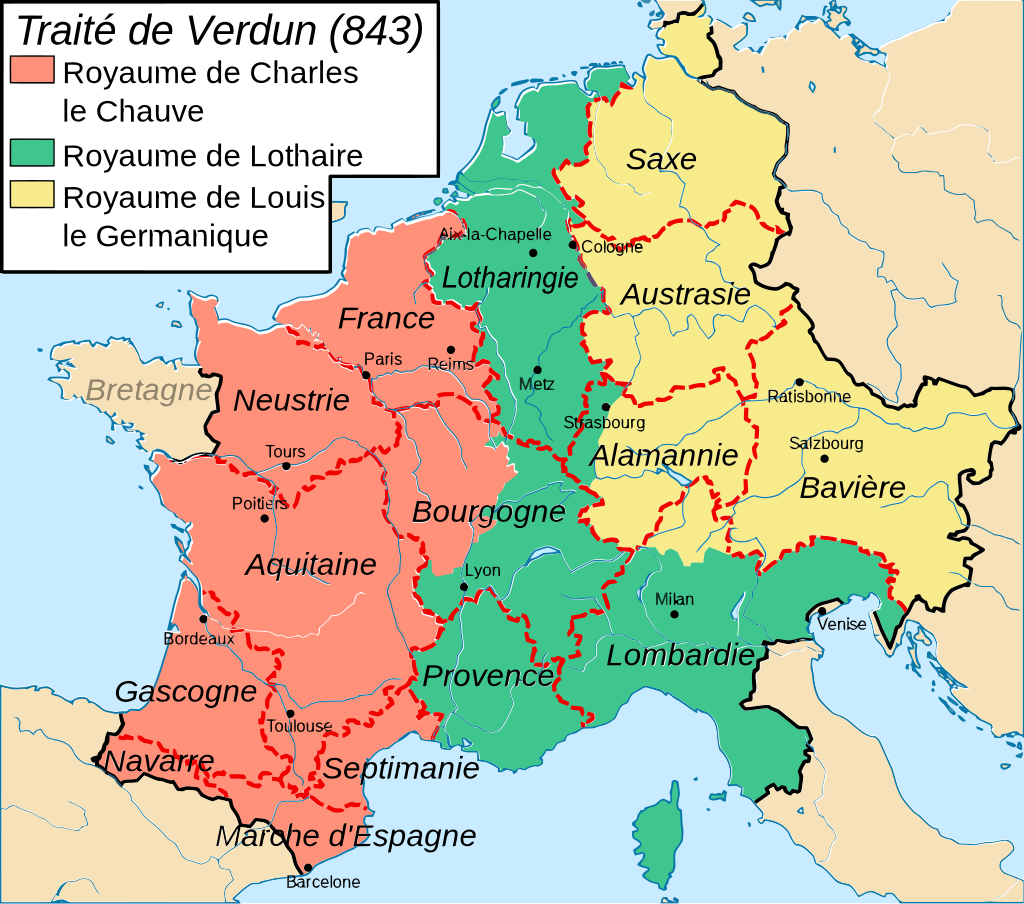 Traité de Verdun (843)
Royaume de Charles
le Chauve
Royaume de Lothaire
Royaume de Louis
le Germanique
Saxe
Aix-la-Chapelle
Cologne
Lotharingie
Austrasie
France
Paris
Reims
Metz
Bretagne
Neustrie
Ratisbonne
Strasbourg
Tours
Alamannie
Salzbourg
Bavière
Poitiers
Bourgogne
Aquitaine
Lyon
Milan
Bordeaux
Venise
Lombardie
Provence
Gascogne
Toulouse
Navarre
Septimanie
Marche d'Espagne
Barcelone